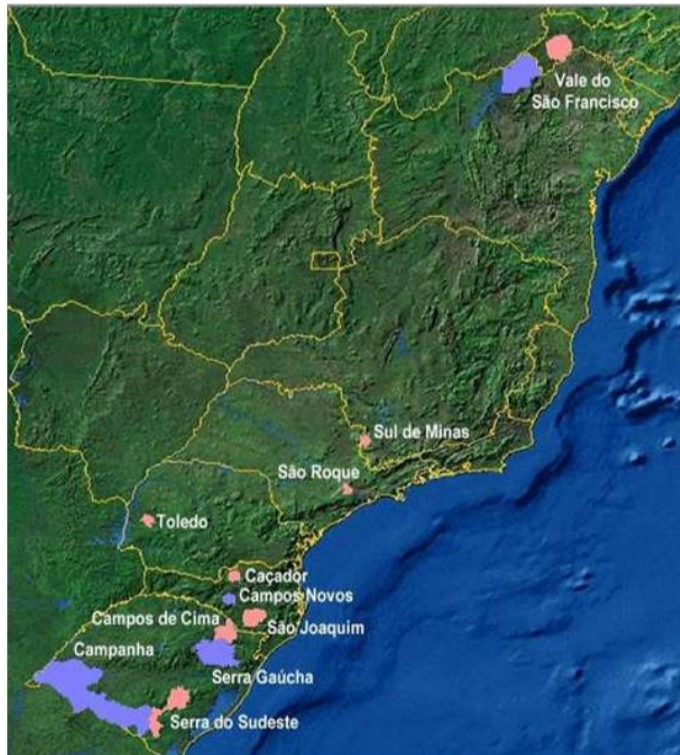 Vale do
São Francisco
Sul de Minas
São Roque
Toledo
Caçador
Campos Novos
Campos de Cima
São Joaquim
Campanha
Serra Gaúcha
Serra do Sudeste